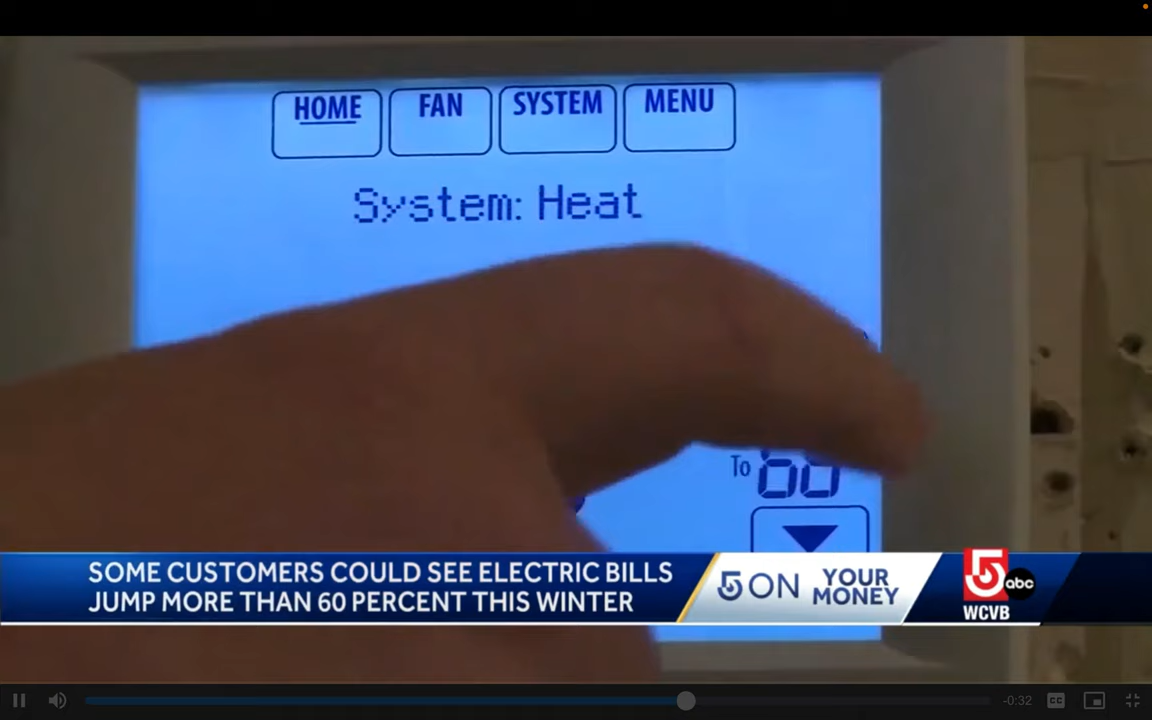 HOME
FAN
SYSTEM
MENU
System: Heat
To
SOME CUSTOMERS COULD SEE ELECTRIC BILLS
JUMP MORE THAN 60 PERCENT THIS WINTER
5 ON YOUR MONEY
5 abc
WCVB
-0:32
CC